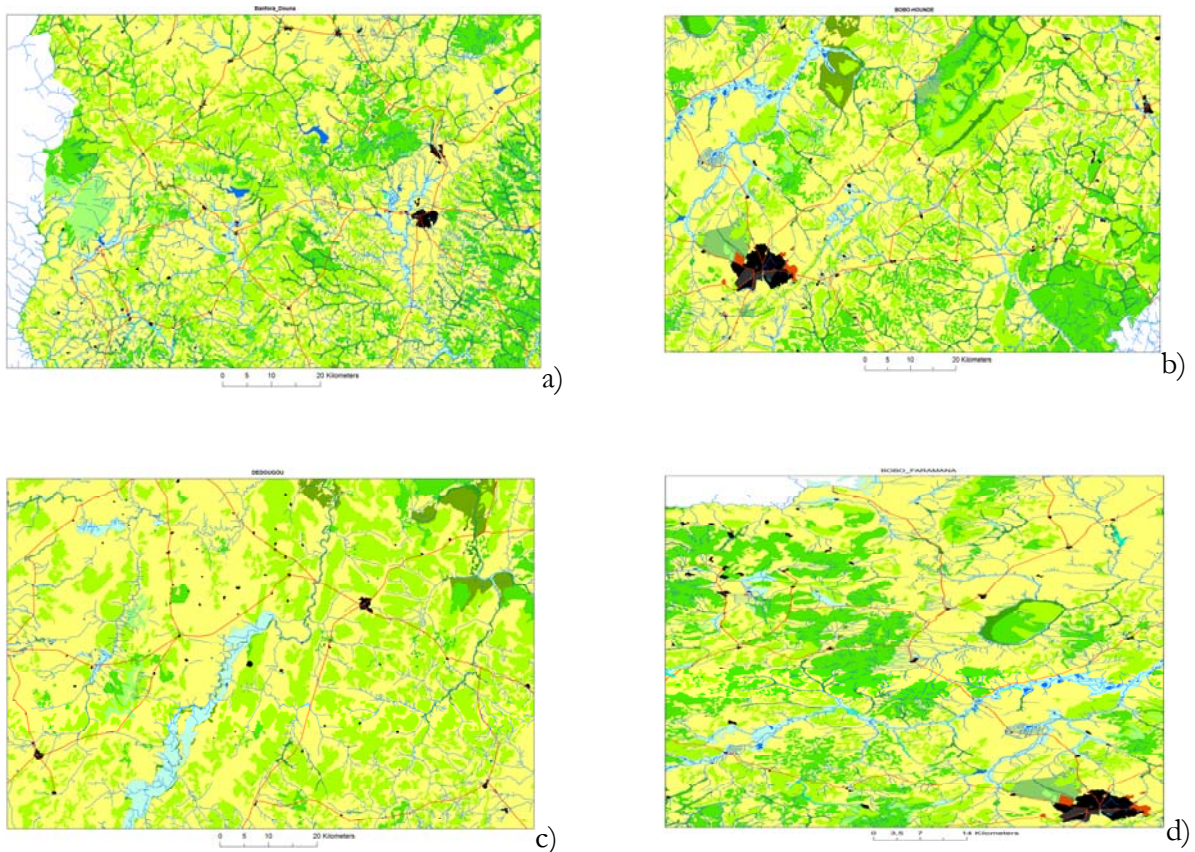 Banfora_Douna
BOBO-HOUNDE
0 5 10 20 Kilometers
a)
0 5 10 20 Kilometers
b)
DEDOUGOU
BOBO_FARAMANA
0 5 10 20 Kilometers
c)
0 3,5 7 14 Kilometers
d)